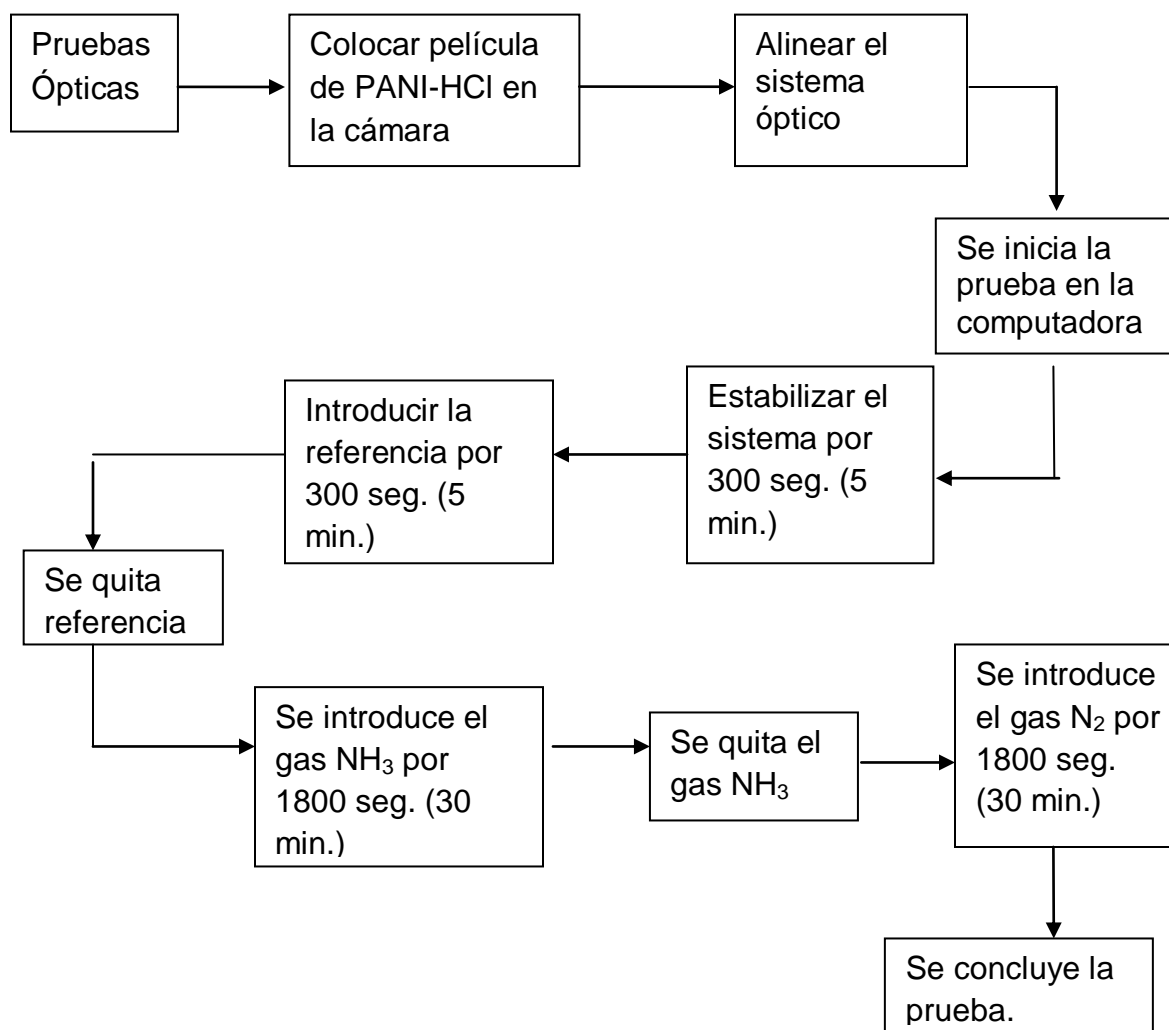 Pruebas
Ópticas
Colocar película
de PANI-HCl en
la cámara
Alinear el
sistema
óptico
Se inicia la
prueba en la
computadora
Estabilizar el
sistema por
300 seg. (5
min.)
Introducir la
referencia por
300 seg. (5
min.)
Se quita
referencia
Se introduce el
gas NH₃ por
1800 seg. (30
min.)
Se quita el
gas NH₃
Se introduce
el gas N₂ por
1800 seg.
(30 min.)
Se concluye la
prueba.